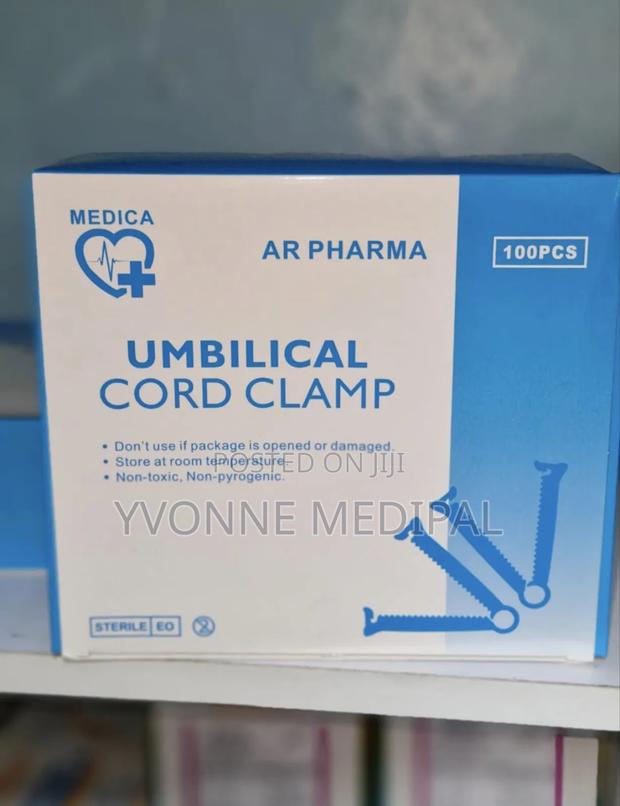 MEDICA
AR PHARMA
100PCS
UMBILICAL
CORD CLAMP
• Don't use if package is opened or damaged.
• Store at room temperature.
• Non-toxic, Non-pyrogenic.
POSTED ON JIJI
YVONNE MEDIPAL
STERILE EO
2